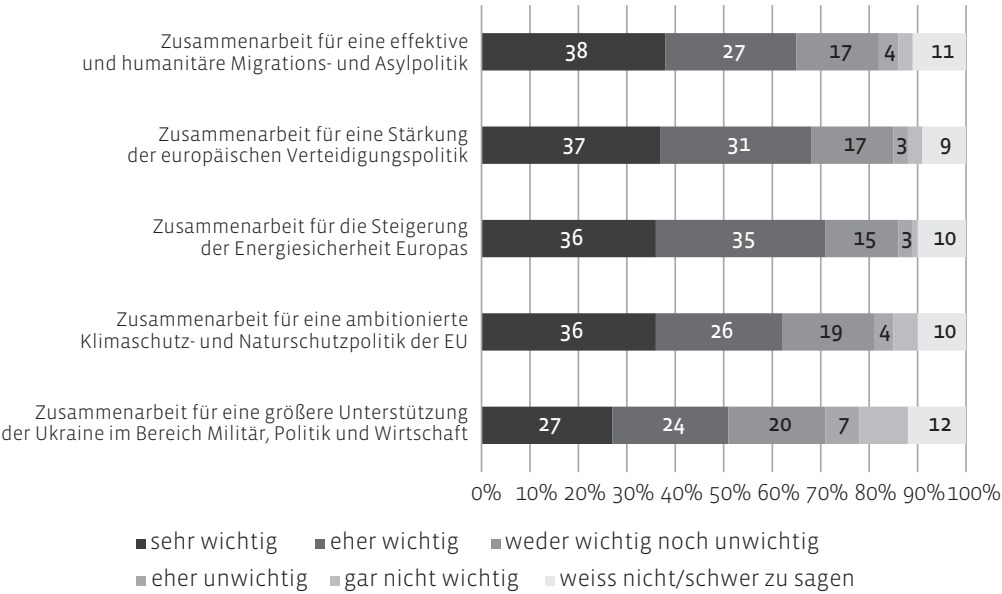 Zusammenarbeit für eine effektive
und humanitäre Migrations- und Asylpolitik
38 27 17 4 11
Zusammenarbeit für eine Stärkung
der europäischen Verteidigungspolitik
37 31 17 3 9
Zusammenarbeit für die Steigerung
der Energiesicherheit Europas
36 35 15 3 10
Zusammenarbeit für eine ambitionierte
Klimaschutz- und Naturschutzpolitik der EU
36 26 19 4 10
Zusammenarbeit für eine größere Unterstützung
der Ukraine im Bereich Militär, Politik und Wirtschaft
27 24 20 7 12
0% 10% 20% 30% 40% 50% 60% 70% 80% 90% 100%
sehr wichtig eher wichtig weder wichtig noch unwichtig
eher unwichtig gar nicht wichtig weiss nicht/schwer zu sagen